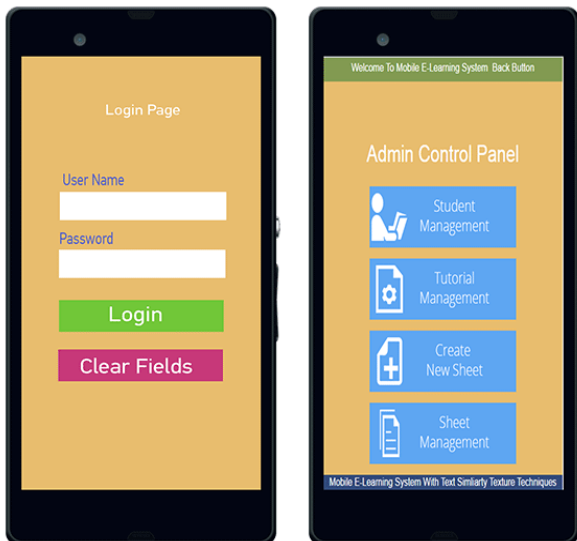 Login Page
User Name
Password
Login
Clear Fields
Welcome To Mobile E-Learning System Back Button
Admin Control Panel
Student
Management
Tutorial
Management
Create
New Sheet
Sheet
Management
Mobile E-Learning System With Text Simliarty Texture Techniques